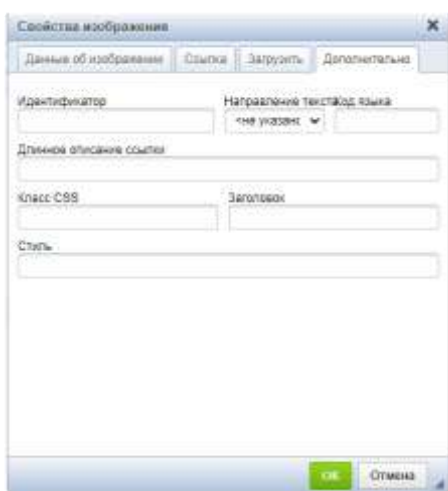 Свойства изображения
Данные об изображении Ссылка Загрузить Дополнительно
Идентификатор Направление текста Код языка
<не указано
Длинное описание ссылки
Класс CSS Заголовок
Стиль
ОК Отмена